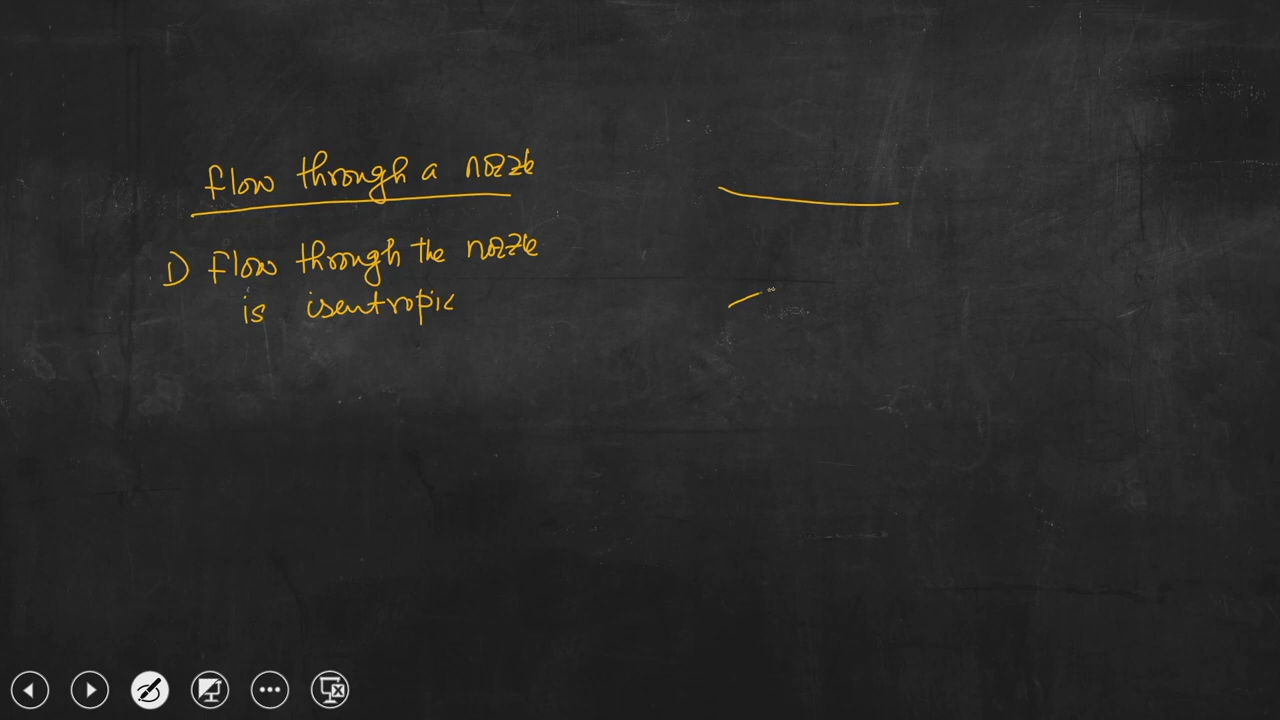 flow through a nozzle
1) flow through the nozzle
is isentropic